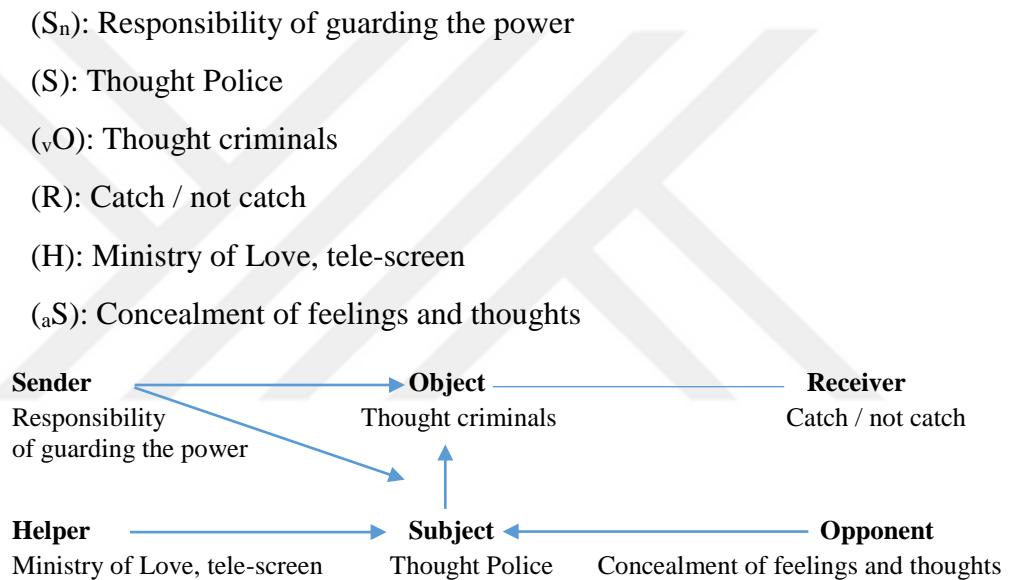 (Sn): Responsibility of guarding the power
(S): Thought Police
(vO): Thought criminals
(R): Catch / not catch
(H): Ministry of Love, tele-screen
(aS): Concealment of feelings and thoughts
Sender Object Receiver
Responsibility Thought criminals Catch / not catch
of guarding the power
Helper Subject Opponent
Ministry of Love, tele-screen Thought Police Concealment of feelings and thoughts